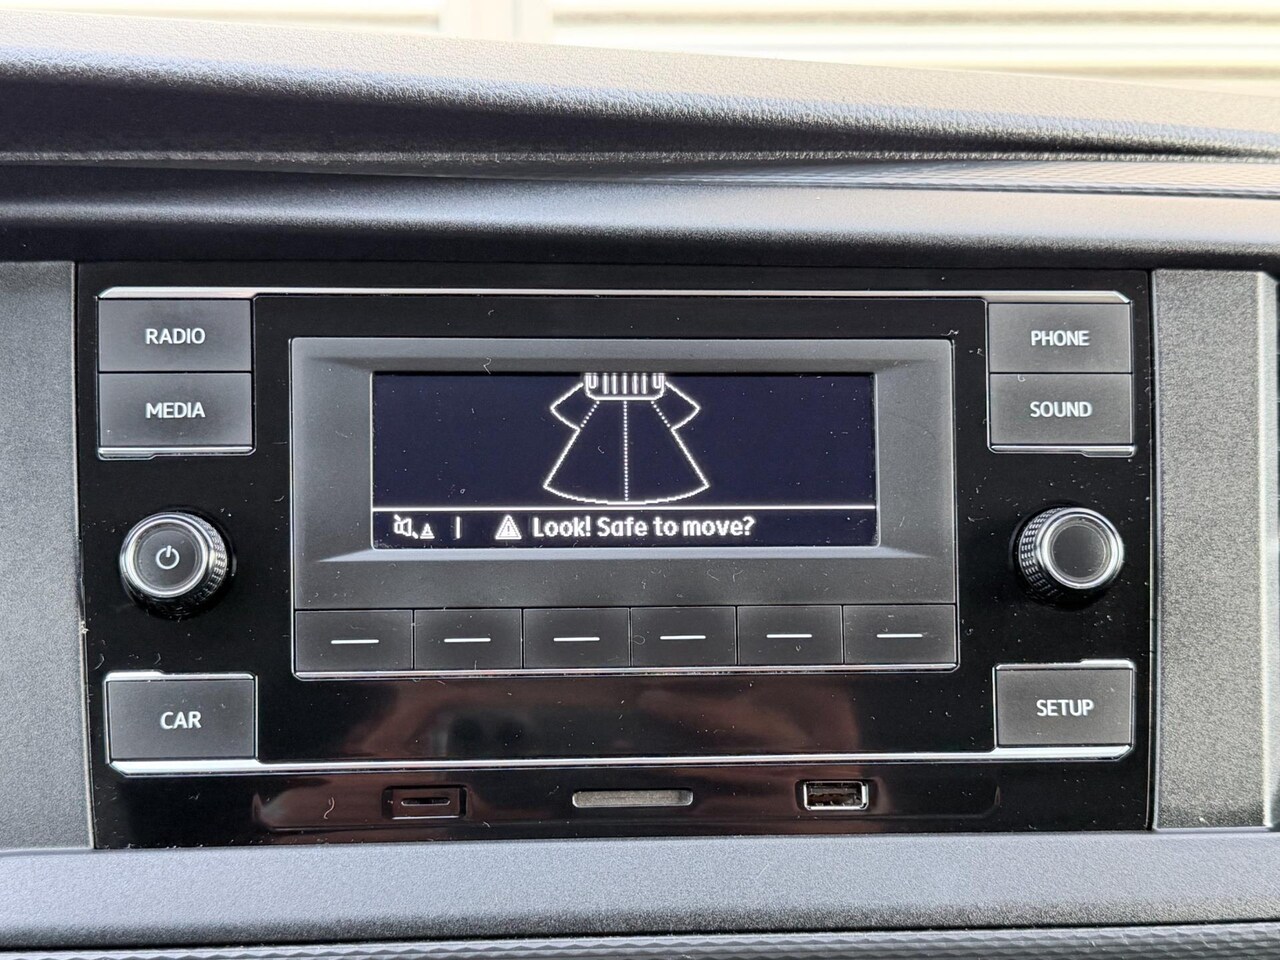 RADIO
PHONE
MEDIA
SOUND
Look! Safe to move?
CAR
SETUP